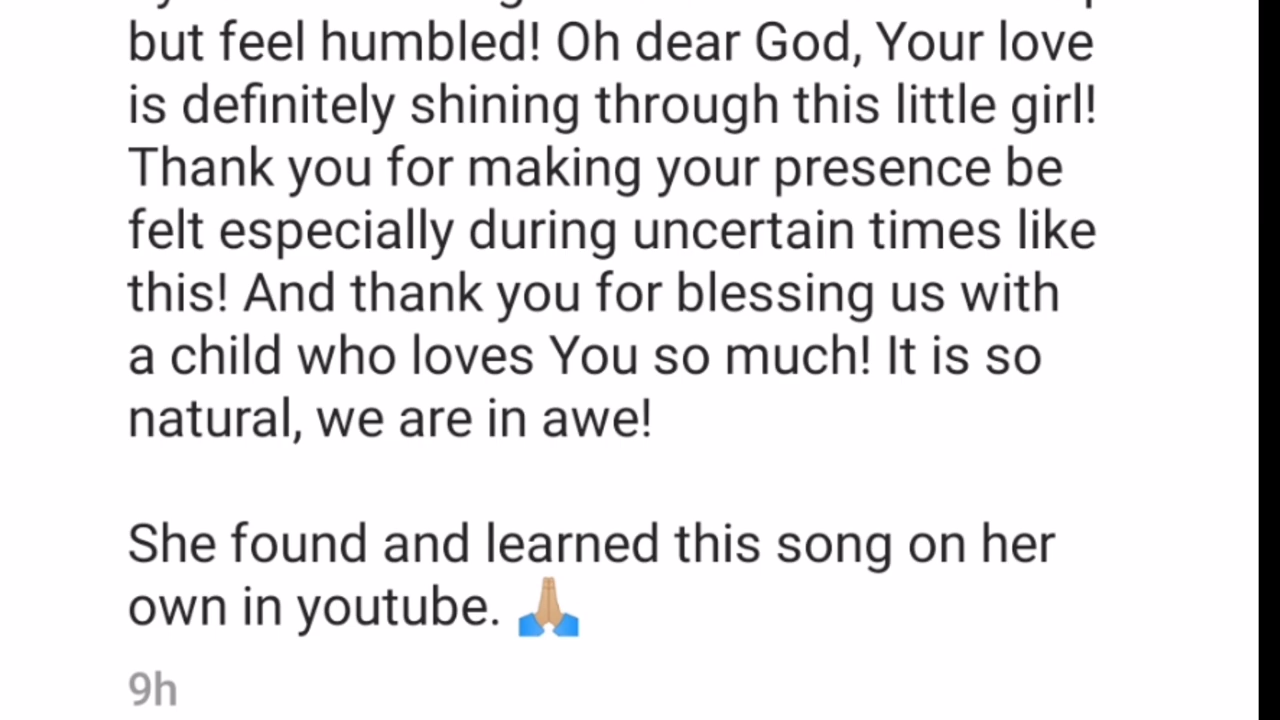 but feel humbled! Oh dear God, Your love
is definitely shining through this little girl!
Thank you for making your presence be
felt especially during uncertain times like
this! And thank you for blessing us with
a child who loves You so much! It is so
natural, we are in awe!
She found and learned this song on her
own in youtube. 🙏🏼
9h